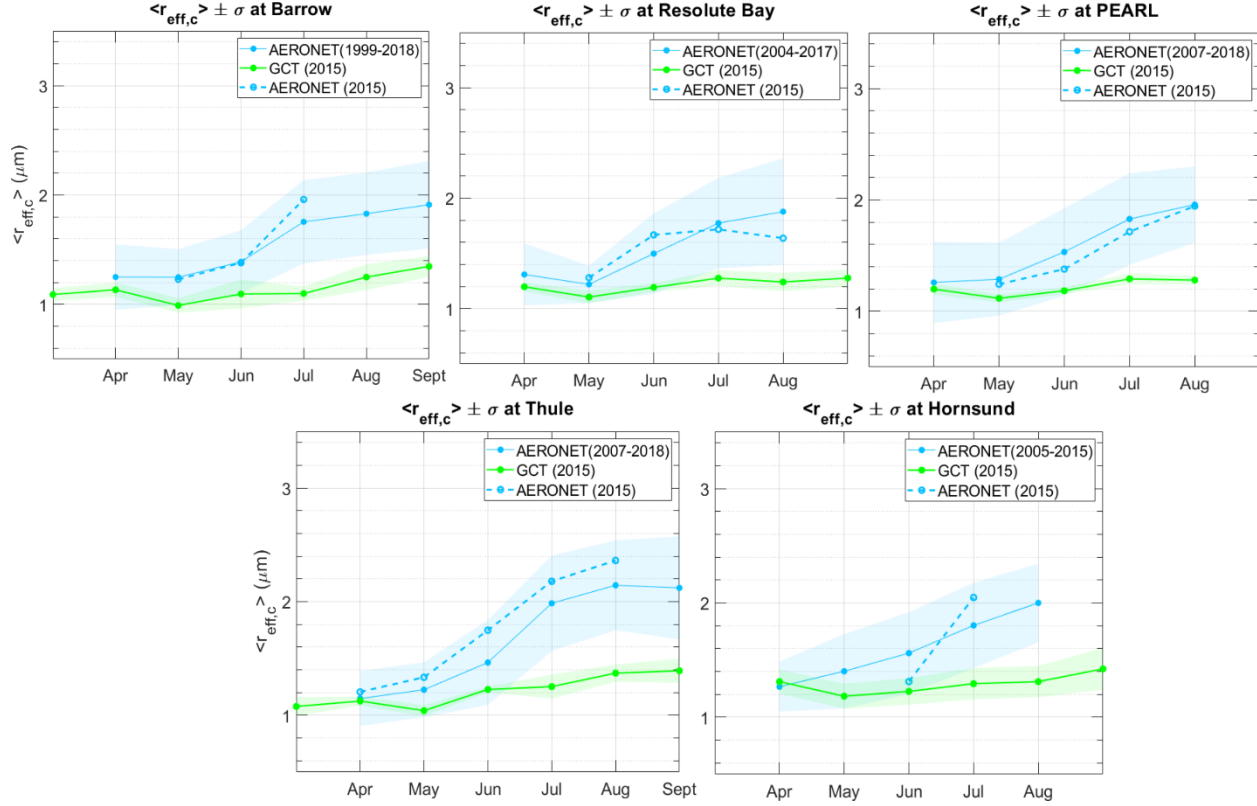 <r_eff,c> ± σ at Barrow
AERONET(1999-2018)
GCT (2015)
AERONET (2015)
3
2
1
<r_eff,c> (μm)
Apr May Jun Jul Aug Sept
<r_eff,c> ± σ at Resolute Bay
AERONET(2004-2017)
GCT (2015)
AERONET (2015)
3
2
1
Apr May Jun Jul Aug
<r_eff,c> ± σ at PEARL
AERONET(2007-2018)
GCT (2015)
AERONET (2015)
3
2
1
Apr May Jun Jul Aug
<r_eff,c> ± σ at Thule
AERONET(2007-2018)
GCT (2015)
AERONET (2015)
3
2
1
<r_eff,c> (μm)
Apr May Jun Jul Aug Sept
<r_eff,c> ± σ at Hornsund
AERONET(2005-2015)
GCT (2015)
AERONET (2015)
3
2
1
Apr May Jun Jul Aug